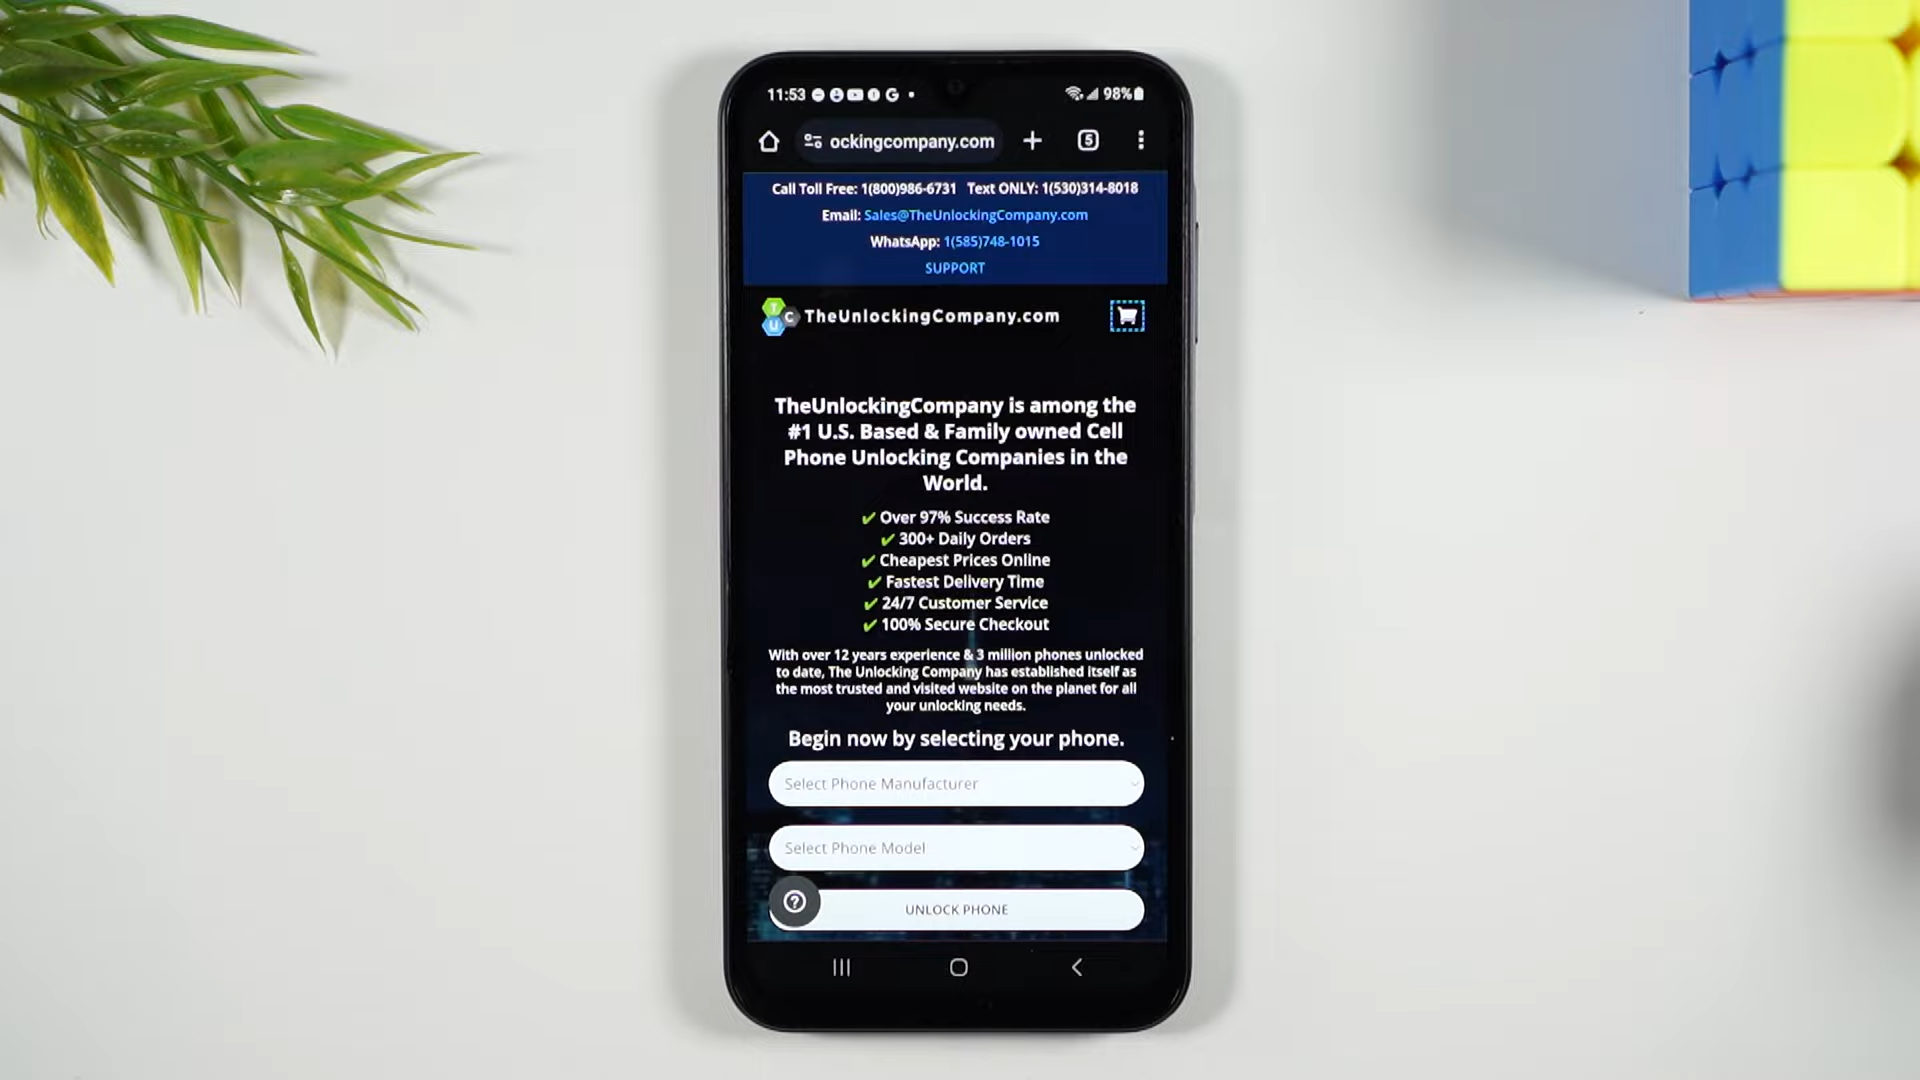 11:53 98%
ockingcompany.com 5
Call Toll Free: 1(800)986-6731 Text ONLY: 1(530)314-8018
Email: Sales@TheUnlockingCompany.com
WhatsApp: 1(585)748-1015
SUPPORT
T U C TheUnlockingCompany.com
TheUnlockingCompany is among the
#1 U.S. Based & Family owned Cell
Phone Unlocking Companies in the
World.
✔ Over 97% Success Rate
✔ 300+ Daily Orders
✔ Cheapest Prices Online
✔ Fastest Delivery Time
✔ 24/7 Customer Service
✔ 100% Secure Checkout
With over 12 years experience & 3 million phones unlocked
to date, The Unlocking Company has established itself as
the most trusted and visited website on the planet for all
your unlocking needs.
Begin now by selecting your phone.
Select Phone Manufacturer
Select Phone Model
UNLOCK PHONE